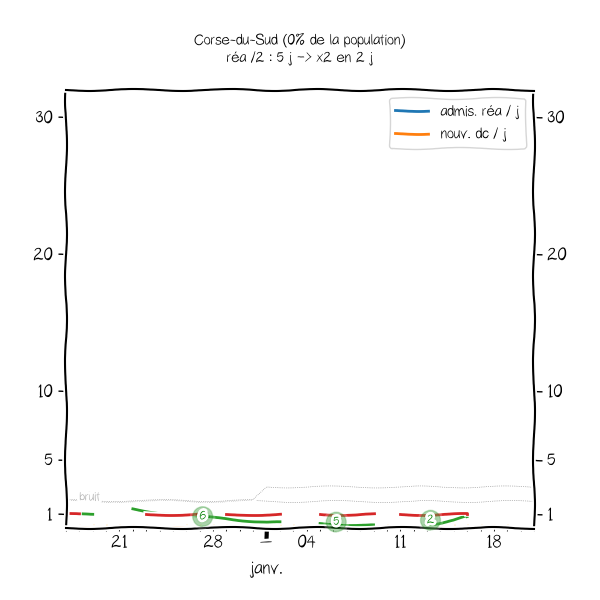 Corse-du-Sud (0% de la population)
réa /2 : 5 j -> x2 en 2 j
admis. réa / j
nouv. dc / j
30 30
20 20
10 10
5 5
bruit
1 6 5 2 1
21 28 04 11 18
janv.